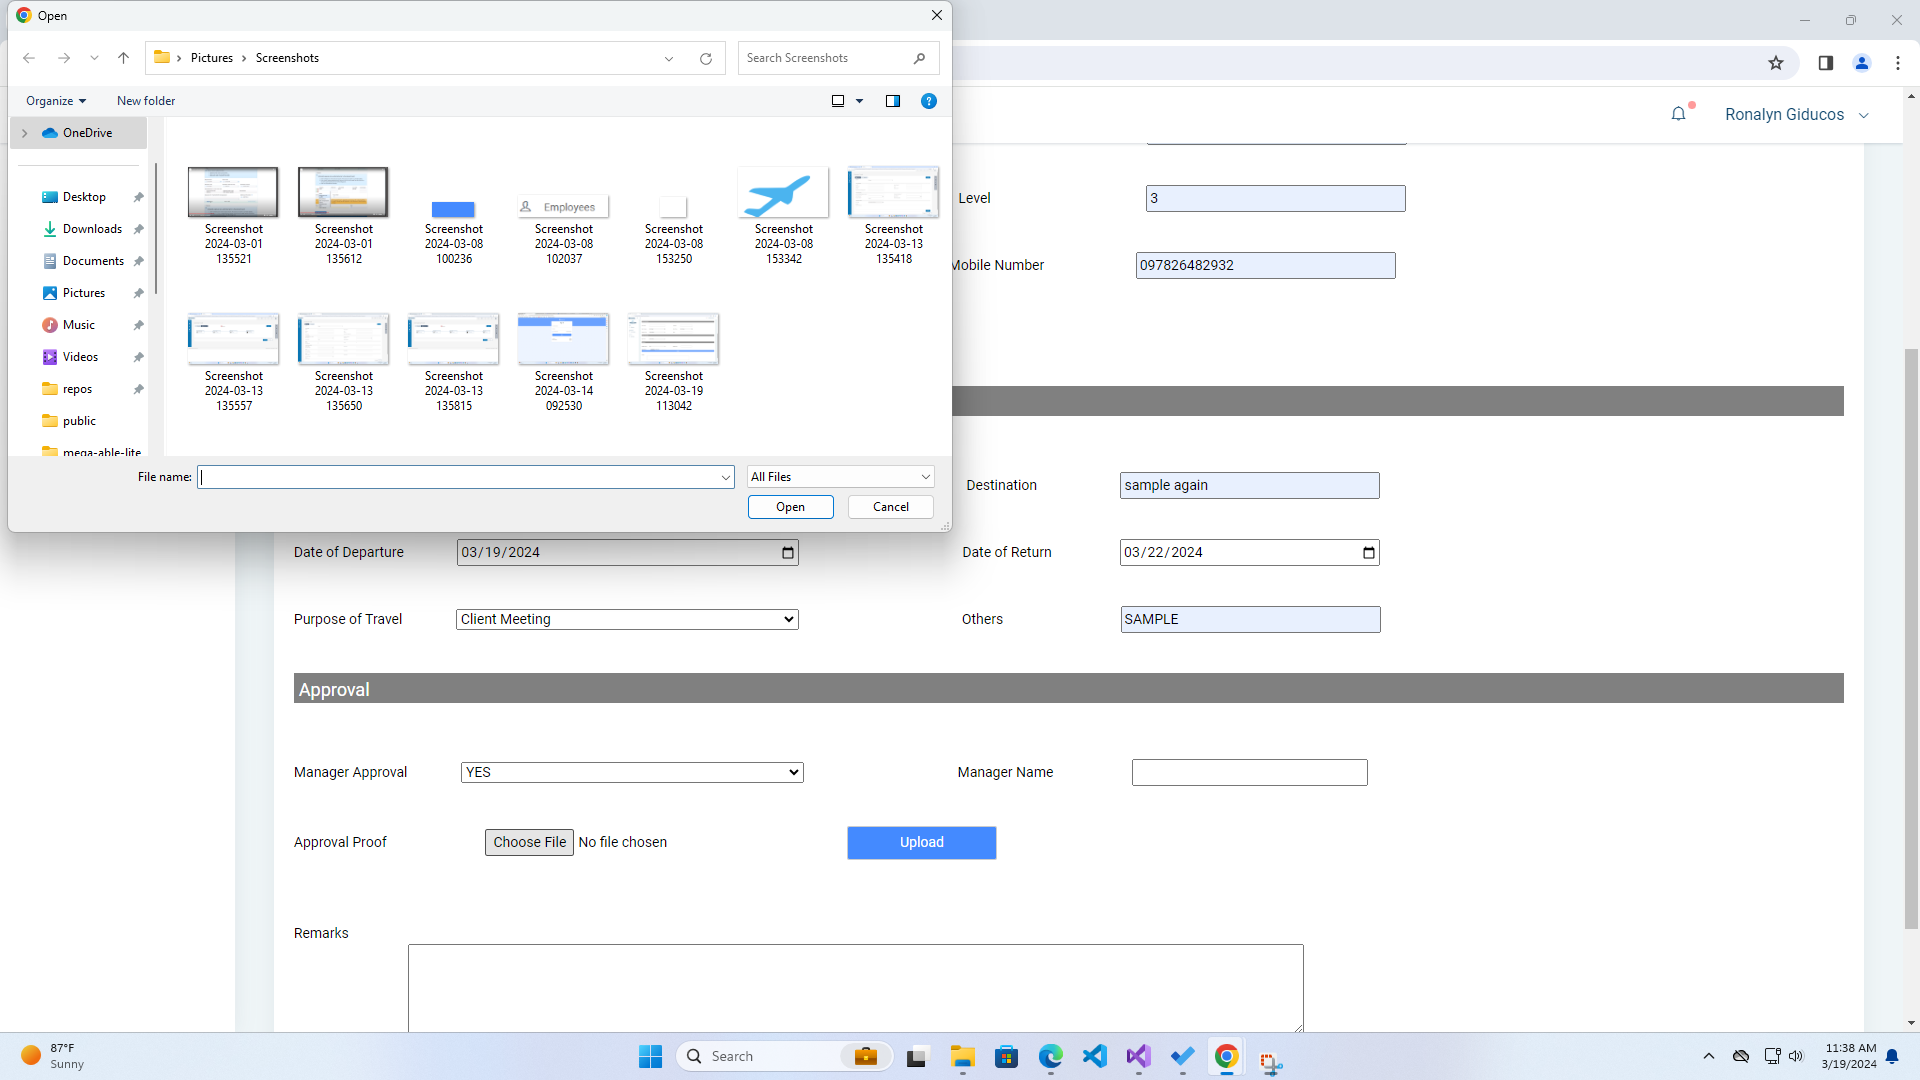 Open
Pictures > Screenshots
Search Screenshots
Organize
New folder
OneDrive
Desktop
Downloads
Documents
Pictures
Music
Videos
repos
public
mega-able-lite
Employees
Screenshot
2024-03-01
135521
Screenshot
2024-03-01
135612
Screenshot
2024-03-08
100236
Screenshot
2024-03-08
102037
Screenshot
2024-03-08
153250
Screenshot
2024-03-08
153342
Screenshot
2024-03-13
135418
Screenshot
2024-03-13
135557
Screenshot
2024-03-13
135650
Screenshot
2024-03-13
135815
Screenshot
2024-03-14
092530
Screenshot
2024-03-19
113042
File name:
All Files
Open
Cancel
Ronalyn Giducos
Level
3
Mobile Number
097826482932
Destination
sample again
Date of Departure
03/19/2024
Date of Return
03/22/2024
Purpose of Travel
Client Meeting
Others
SAMPLE
Approval
Manager Approval
YES
Manager Name
Approval Proof
Choose File
No file chosen
Upload
Remarks
87°F
Sunny
Search
11:38 AM
3/19/2024